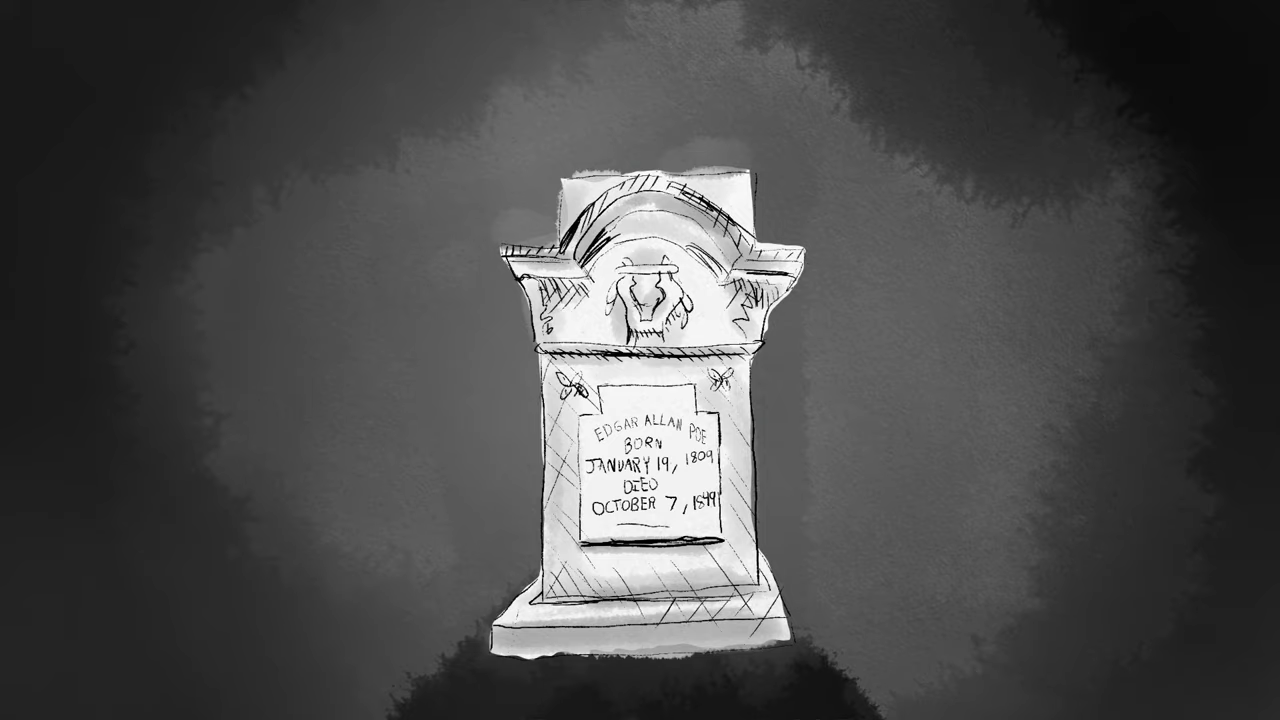 EDGAR ALLAN POE
BORN
JANUARY 19, 1809
DIED
OCTOBER 7, 1849